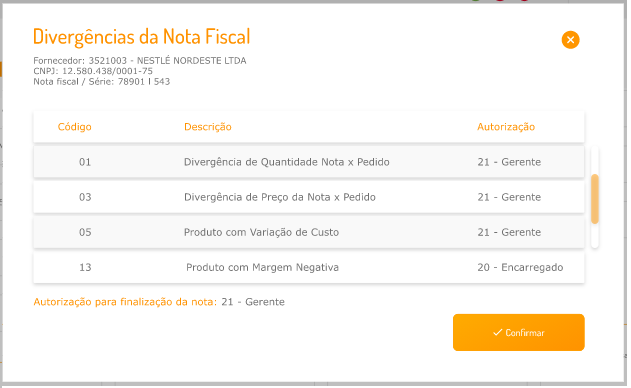 Divergências da Nota Fiscal
Fornecedor: 3521003 - NESTLÉ NORDESTE LTDA
CNPJ: 12.580.438/0001-75
Nota fiscal / Série: 78901 l 543
Código Descrição Autorização
01 Divergência de Quantidade Nota x Pedido 21 - Gerente
03 Divergência de Preço da Nota x Pedido 21 - Gerente
05 Produto com Variação de Custo 21 - Gerente
13 Produto com Margem Negativa 20 - Encarregado
Autorização para finalização da nota: 21 - Gerente
Confirmar